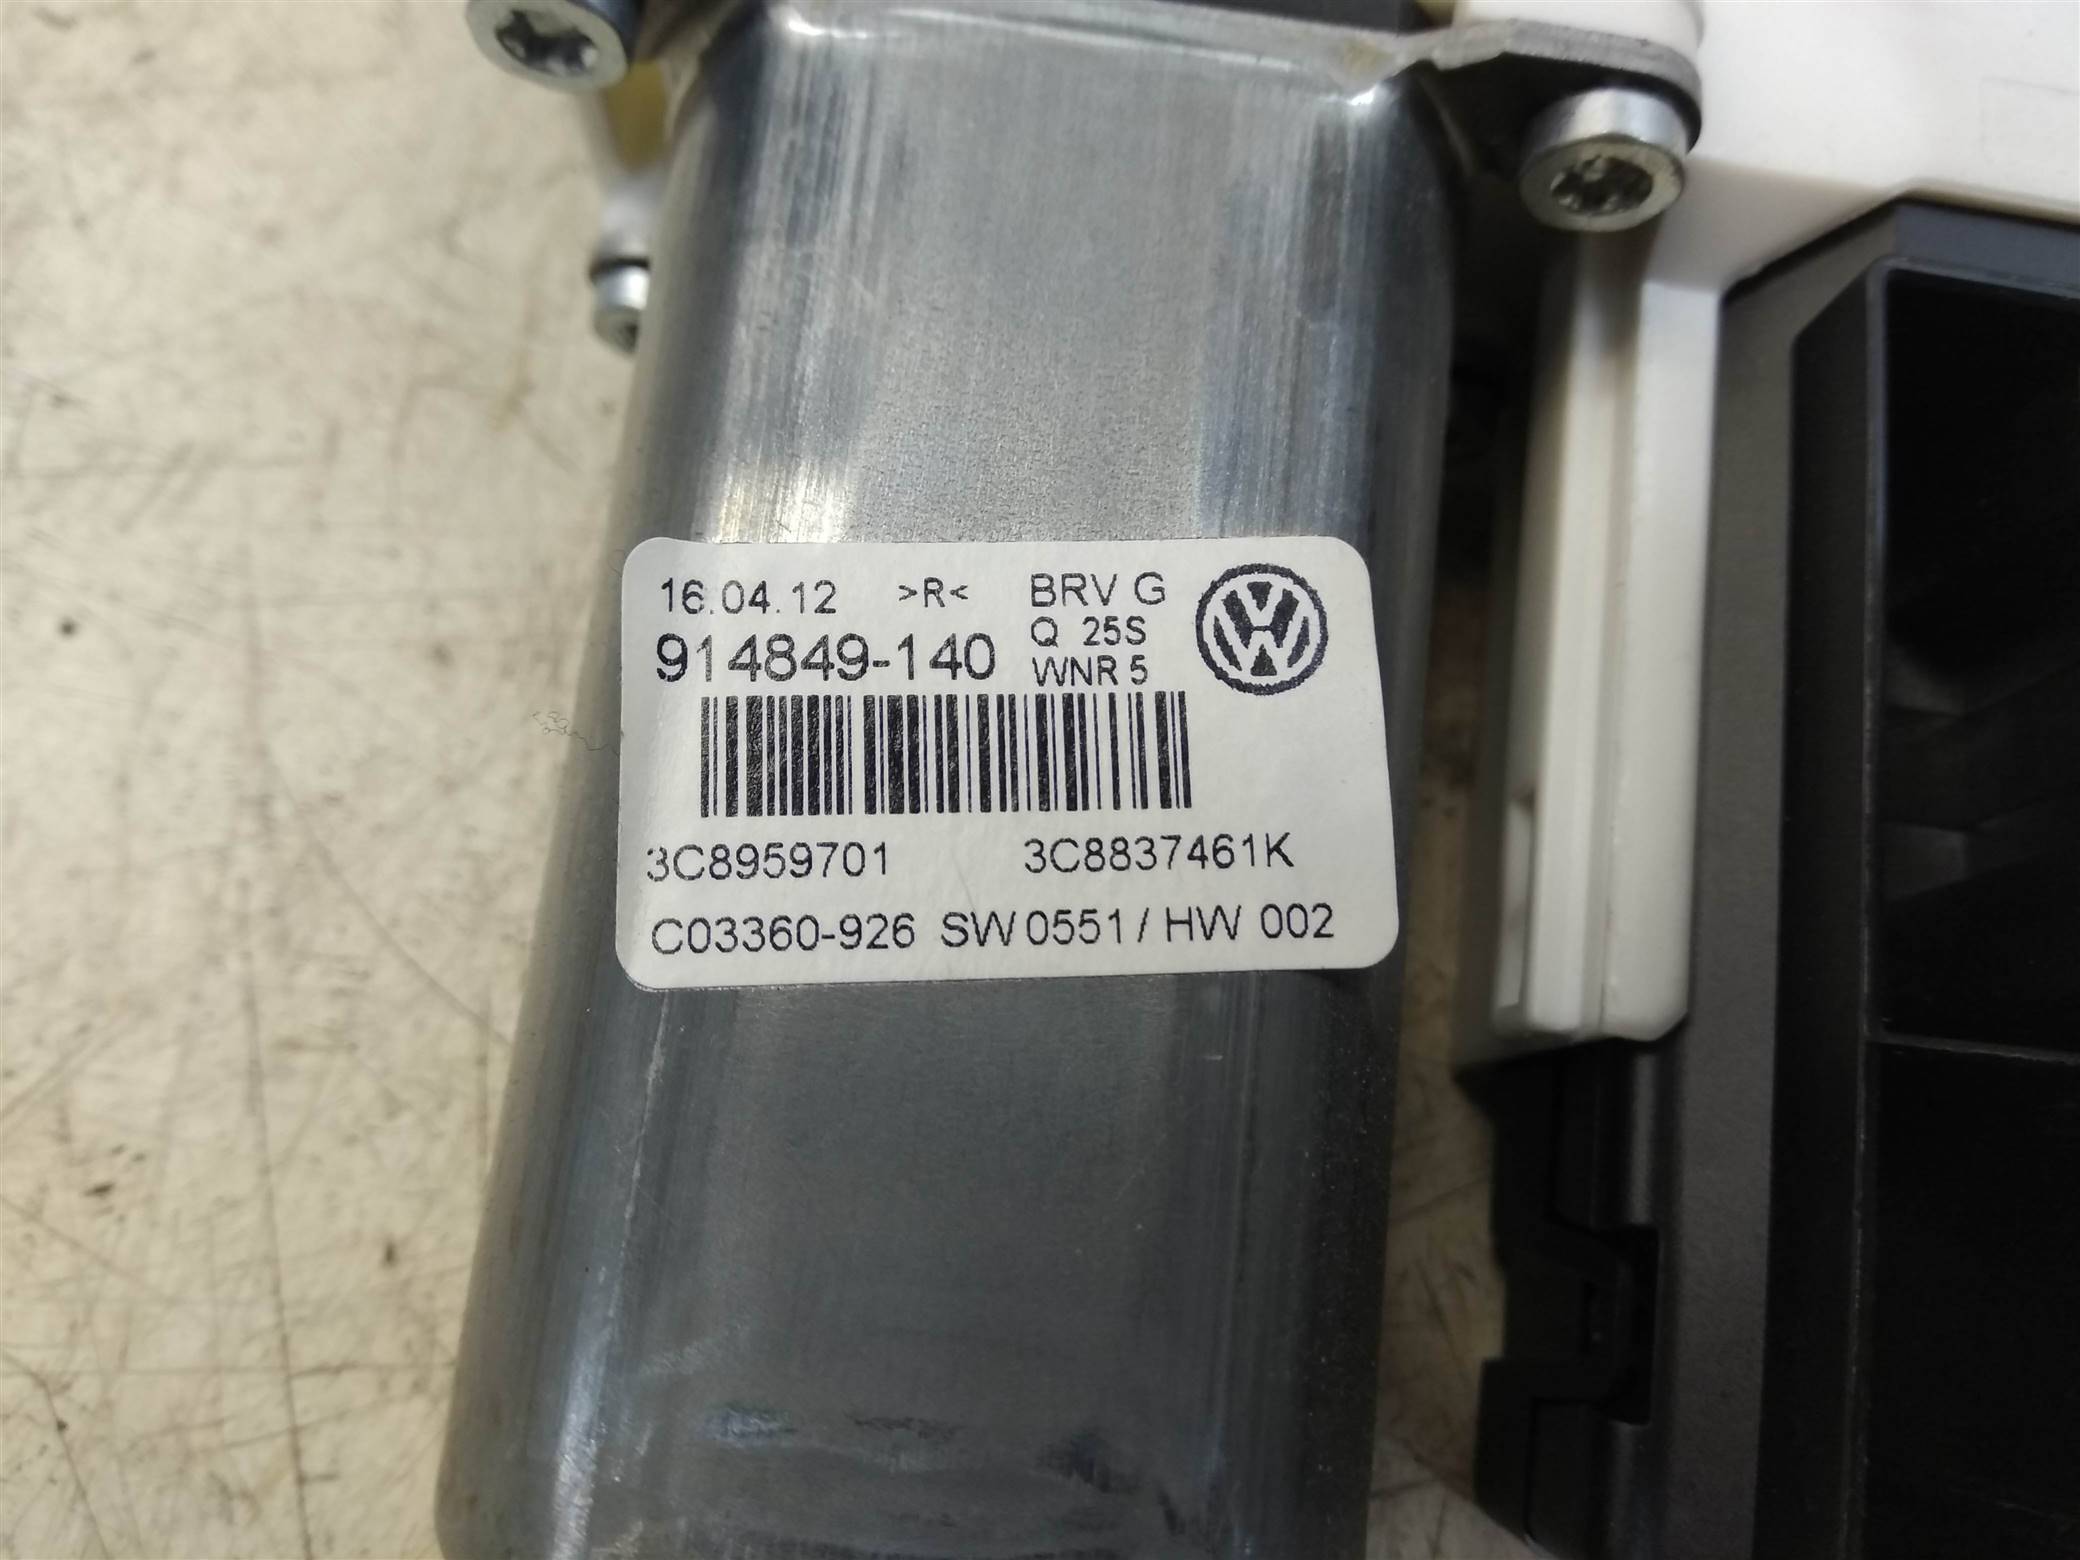 16.04.12 >R< BRV G
914849-140 Q 25S
WNR 5
3C8959701 3C8837461K
C03360-926 SW 0551 / HW 002